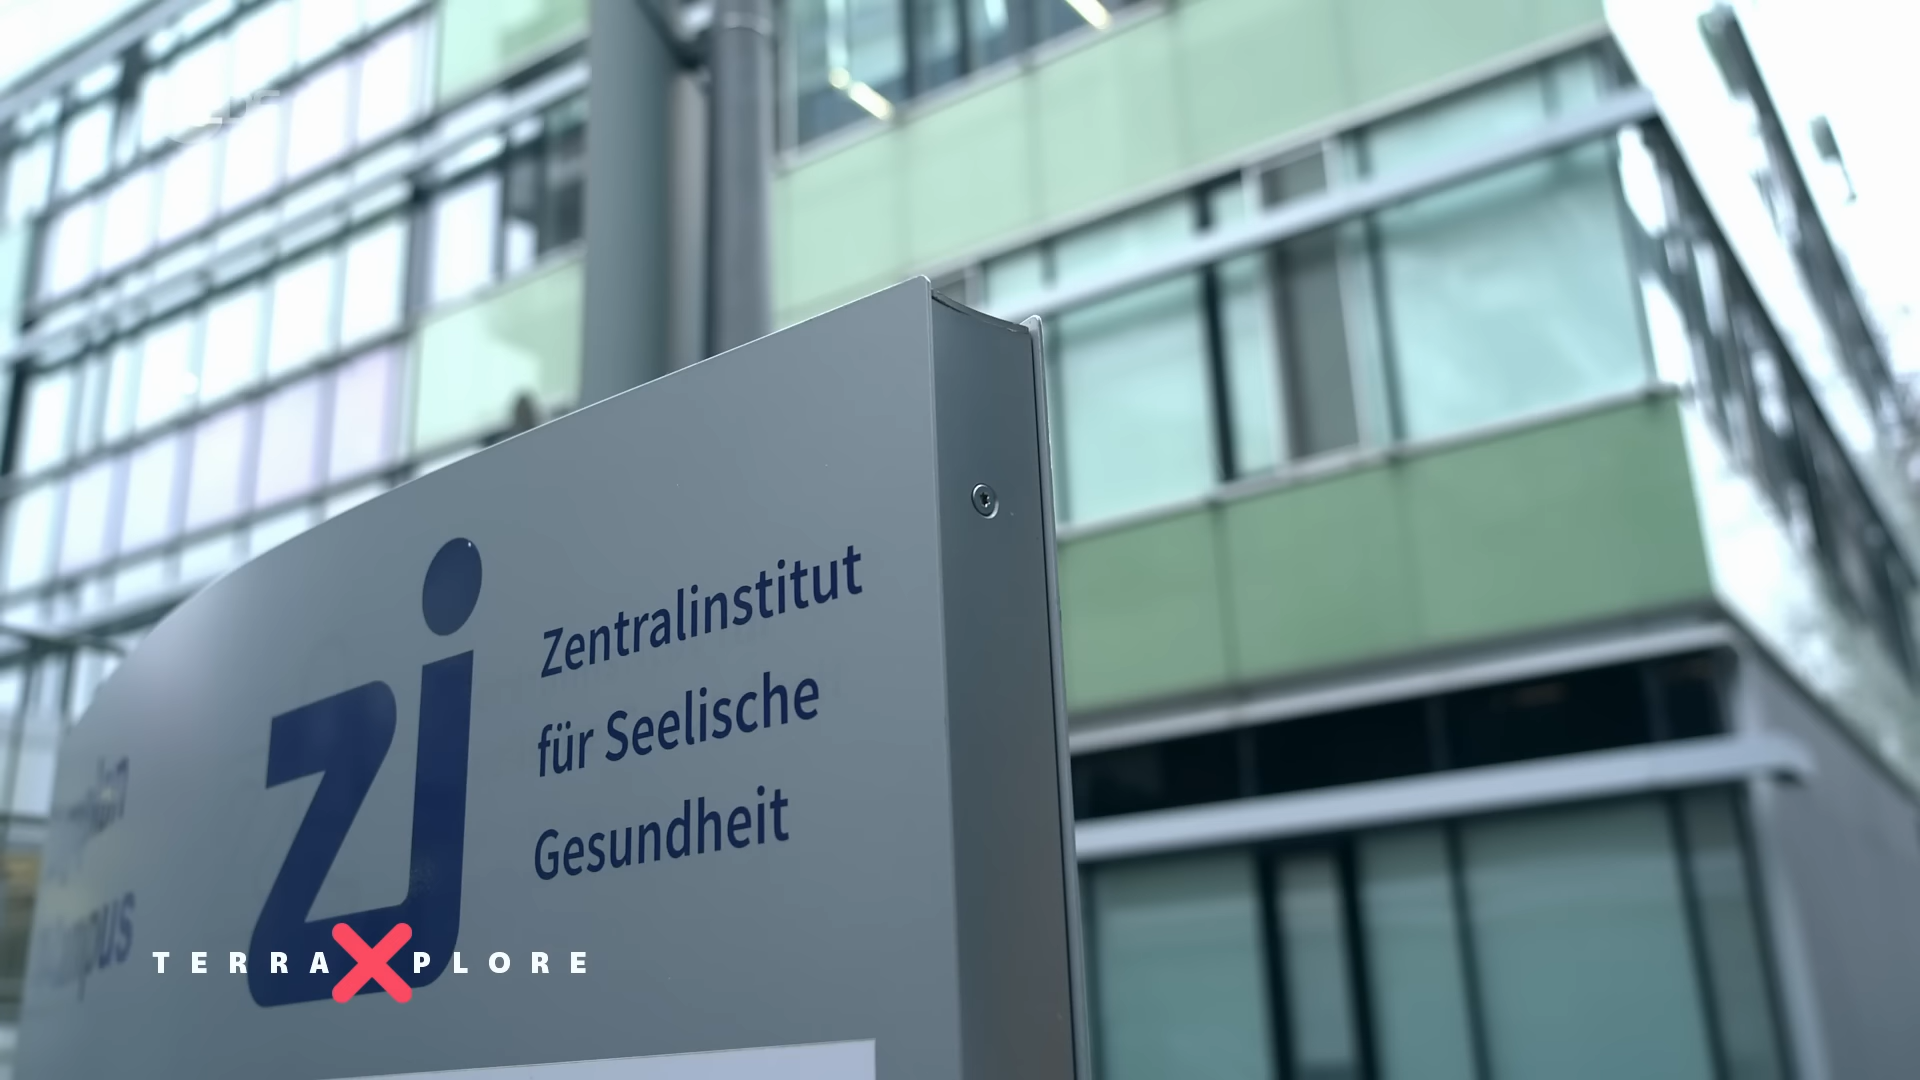 zi
Zentralinstitut
für Seelische
Gesundheit
TERRA X PLORE